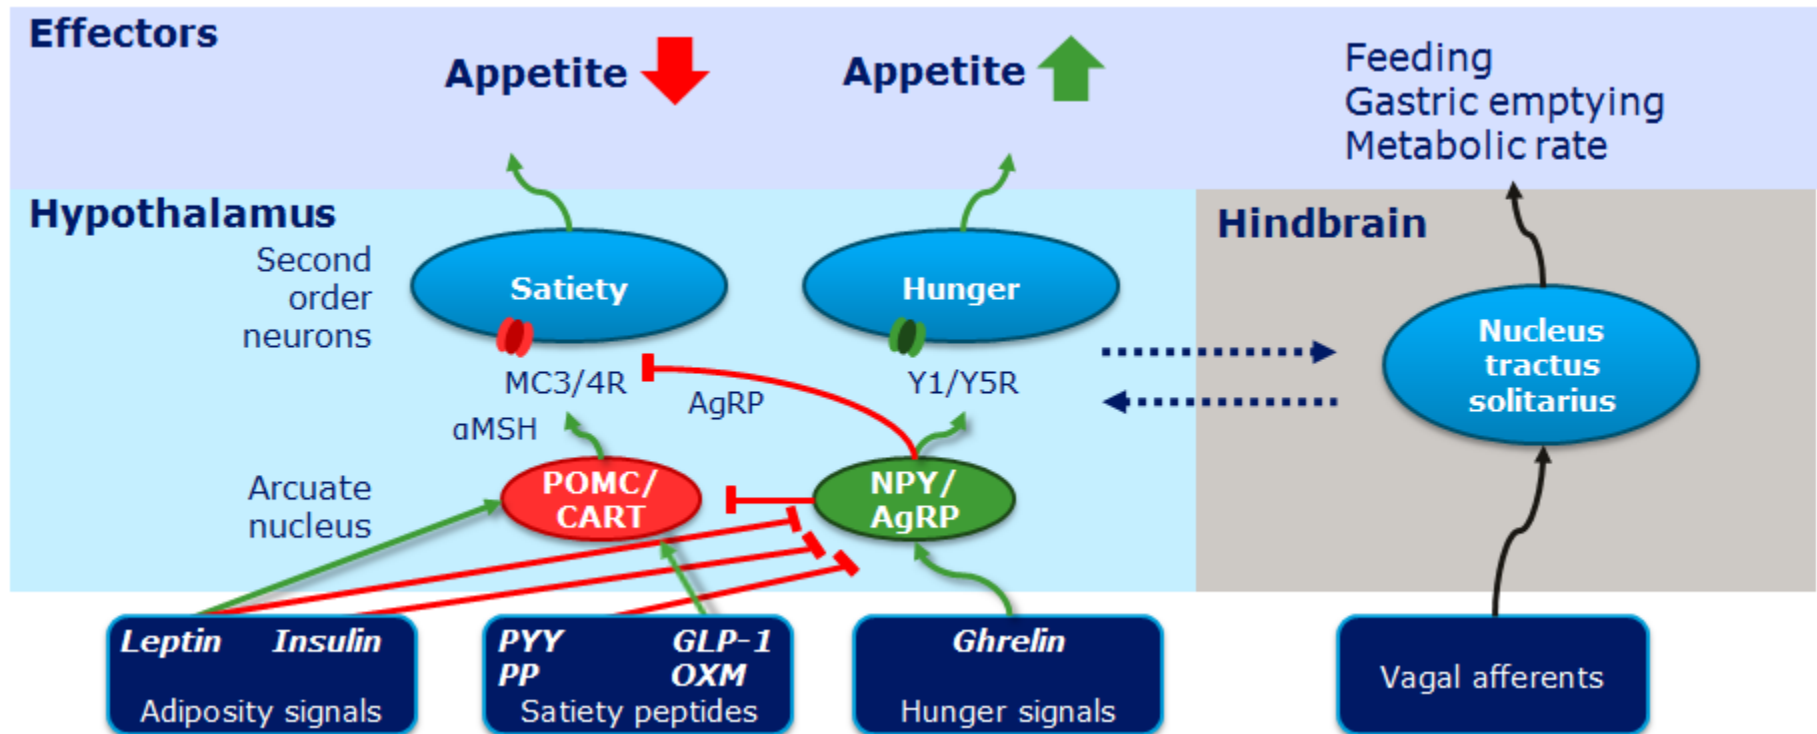 Effectors
Appetite
Appetite
Feeding
Gastric emptying
Metabolic rate
Hypothalamus
Second
order
neurons
Satiety
Hunger
Hindbrain
Nucleus
tractus
solitarius
MC3/4R
AgRP
Y1/Y5R
αMSH
Arcuate
nucleus
POMC/
CART
NPY/
AgRP
Leptin Insulin
Adiposity signals
PYY GLP-1
PP OXM
Satiety peptides
Ghrelin
Hunger signals
Vagal afferents